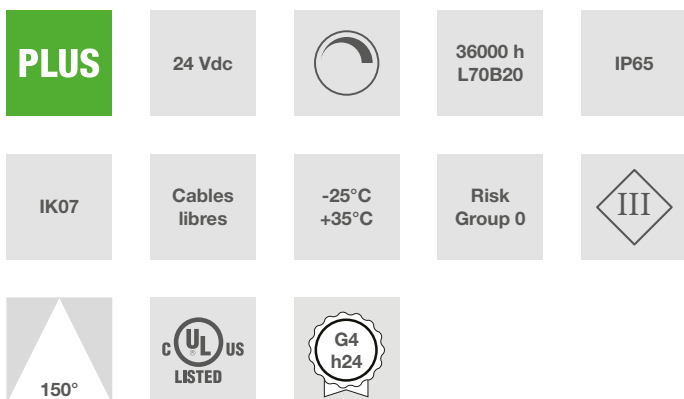 PLUS
24 Vdc
36000 h
L70B20
IP65
IK07
Cables
libres
-25°C
+35°C
Risk
Group 0
III
150°
C UL US
®
LISTED
G4
h24